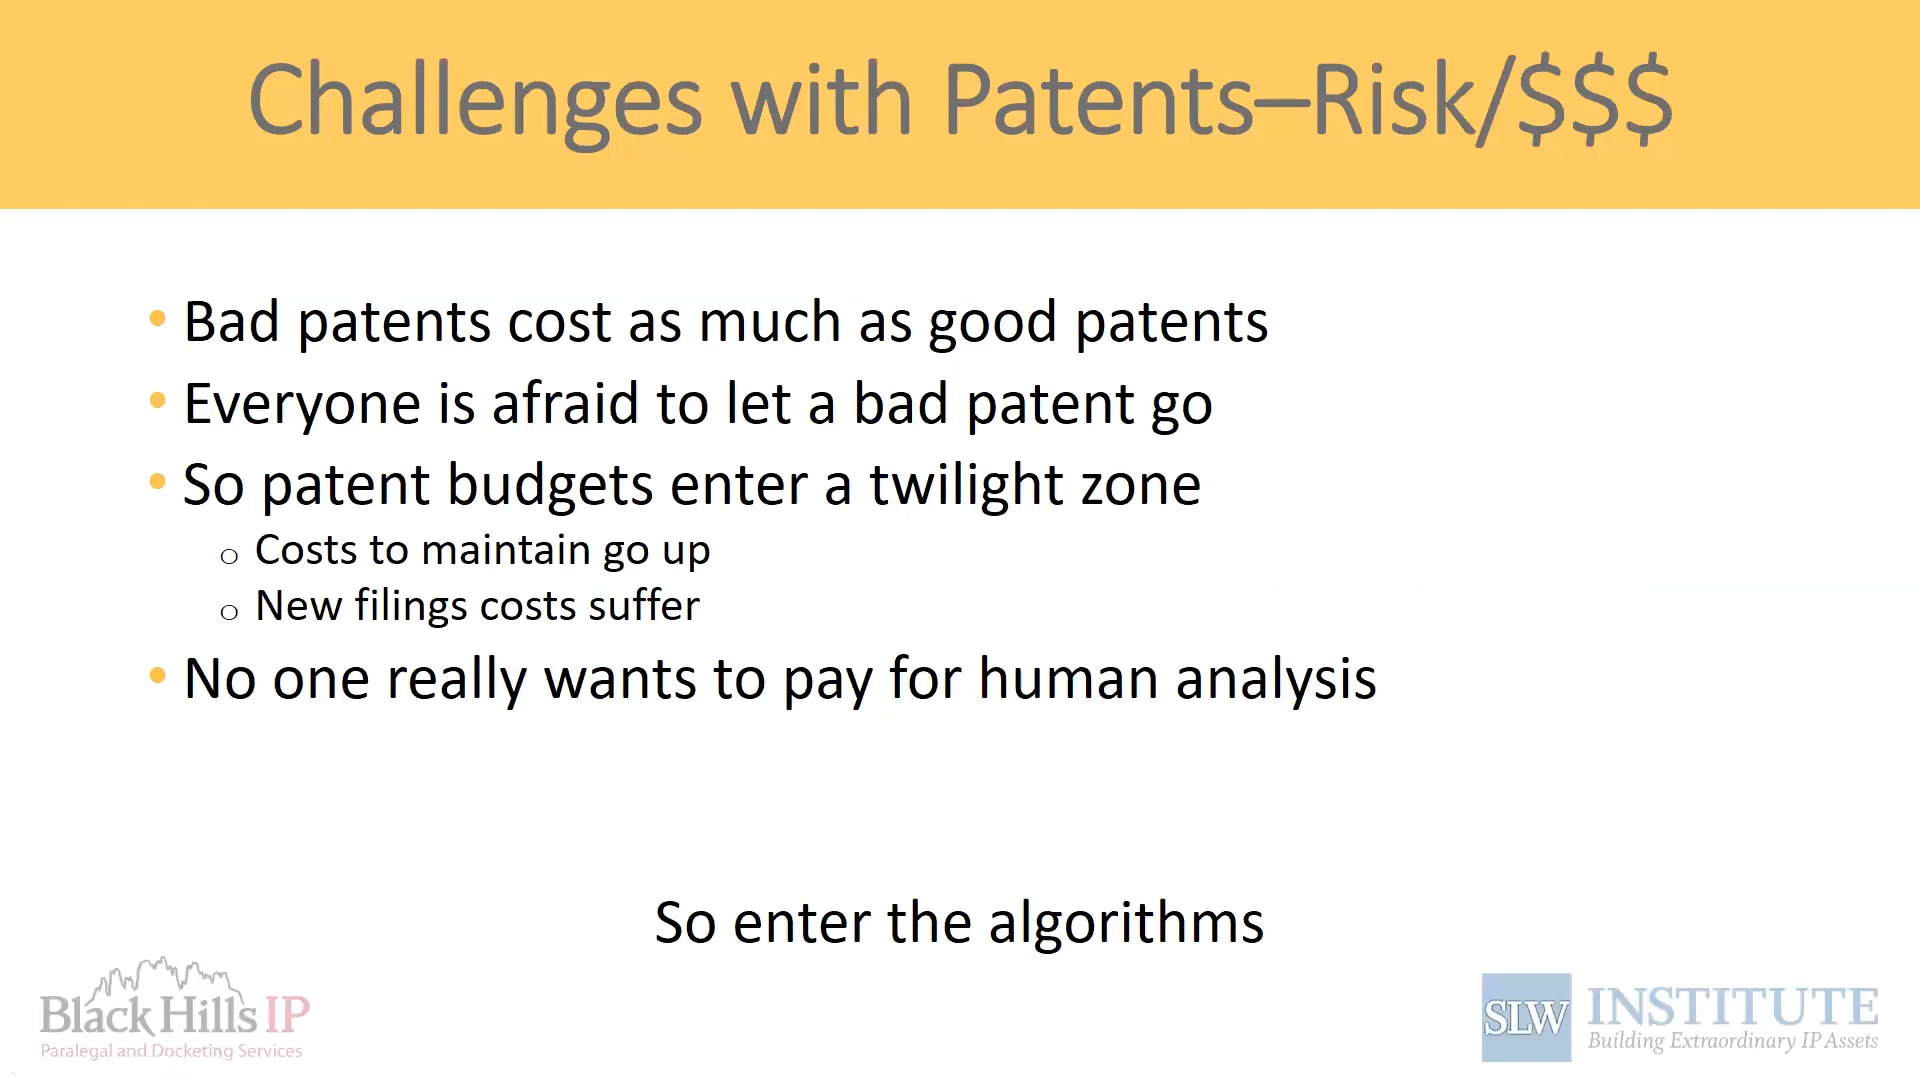 Challenges with Patents–Risk/$$$
• Bad patents cost as much as good patents
• Everyone is afraid to let a bad patent go
• So patent budgets enter a twilight zone
o Costs to maintain go up
o New filings costs suffer
• No one really wants to pay for human analysis
So enter the algorithms
Black Hills IP
Paralegal and Docketing Services
SLW INSTITUTE
Building Extraordinary IP Assets